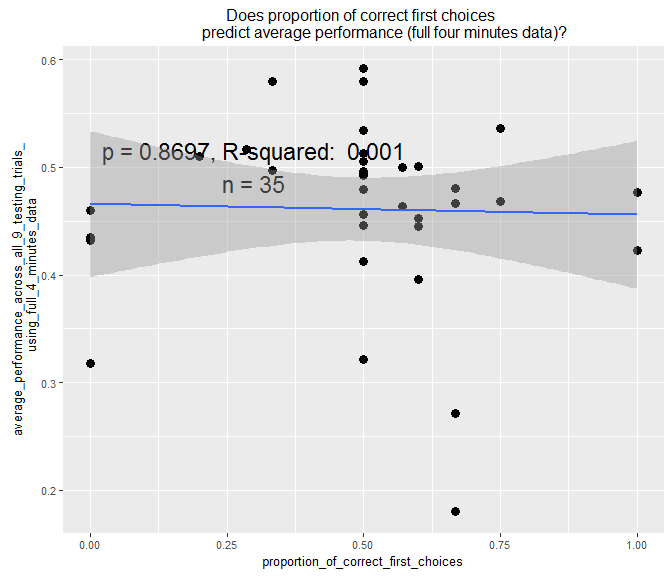 Does proportion of correct first choices
predict average performance (full four minutes data)?
average_performance_across_all_9_testing_trials_
using_full_4_minutes_data
0.6
0.5
0.4
0.3
0.2
p = 0.8697, R-squared: 0.001
n = 35
0.00 0.25 0.50 0.75 1.00
proportion_of_correct_first_choices